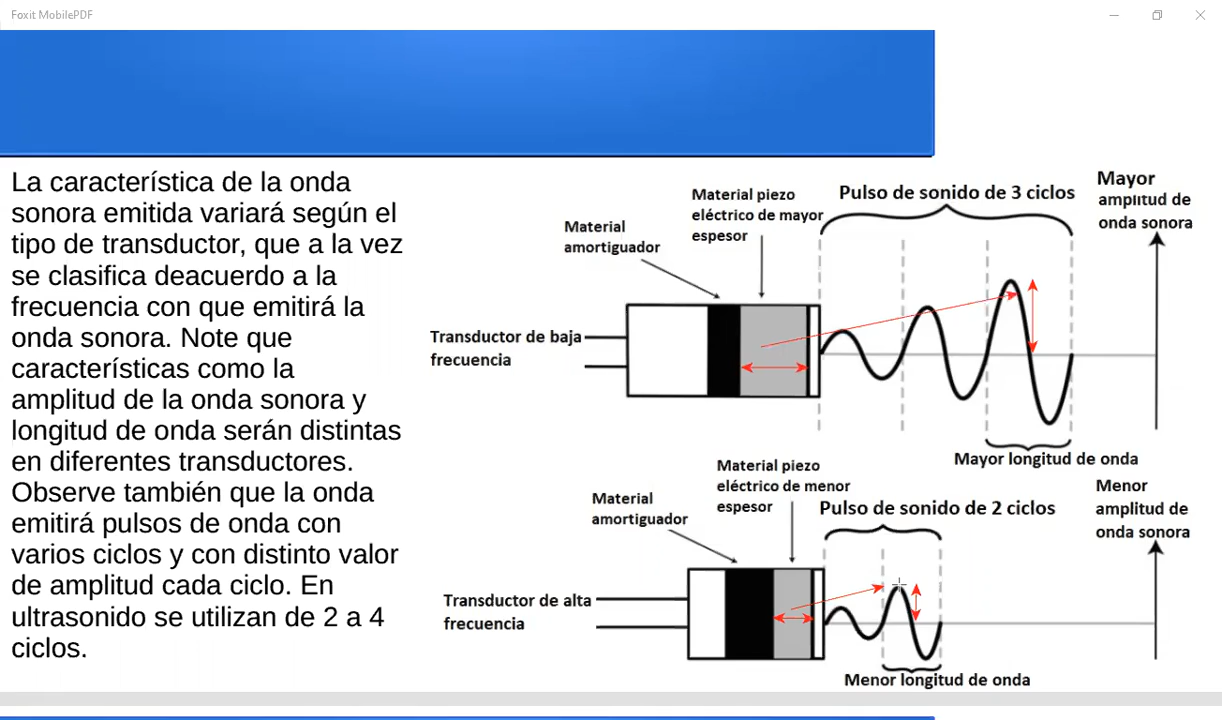 Foxit MobilePDF
La característica de la onda
sonora emitida variará según el
tipo de transductor, que a la vez
se clasifica deacuerdo a la
frecuencia con que emitirá la
onda sonora. Note que
características como la
amplitud de la onda sonora y
longitud de onda serán distintas
en diferentes transductores.
Observe también que la onda
emitirá pulsos de onda con
varios ciclos y con distinto valor
de amplitud cada ciclo. En
ultrasonido se utilizan de 2 a 4
ciclos.
Material
amortiguador
Material piezo
eléctrico de mayor
espesor
Pulso de sonido de 3 ciclos
Mayor
amplitud de
onda sonora
Transductor de baja
frecuencia
Mayor longitud de onda
Material
amortiguador
Material piezo
eléctrico de menor
espesor
Pulso de sonido de 2 ciclos
Menor
amplitud de
onda sonora
Transductor de alta
frecuencia
Menor longitud de onda